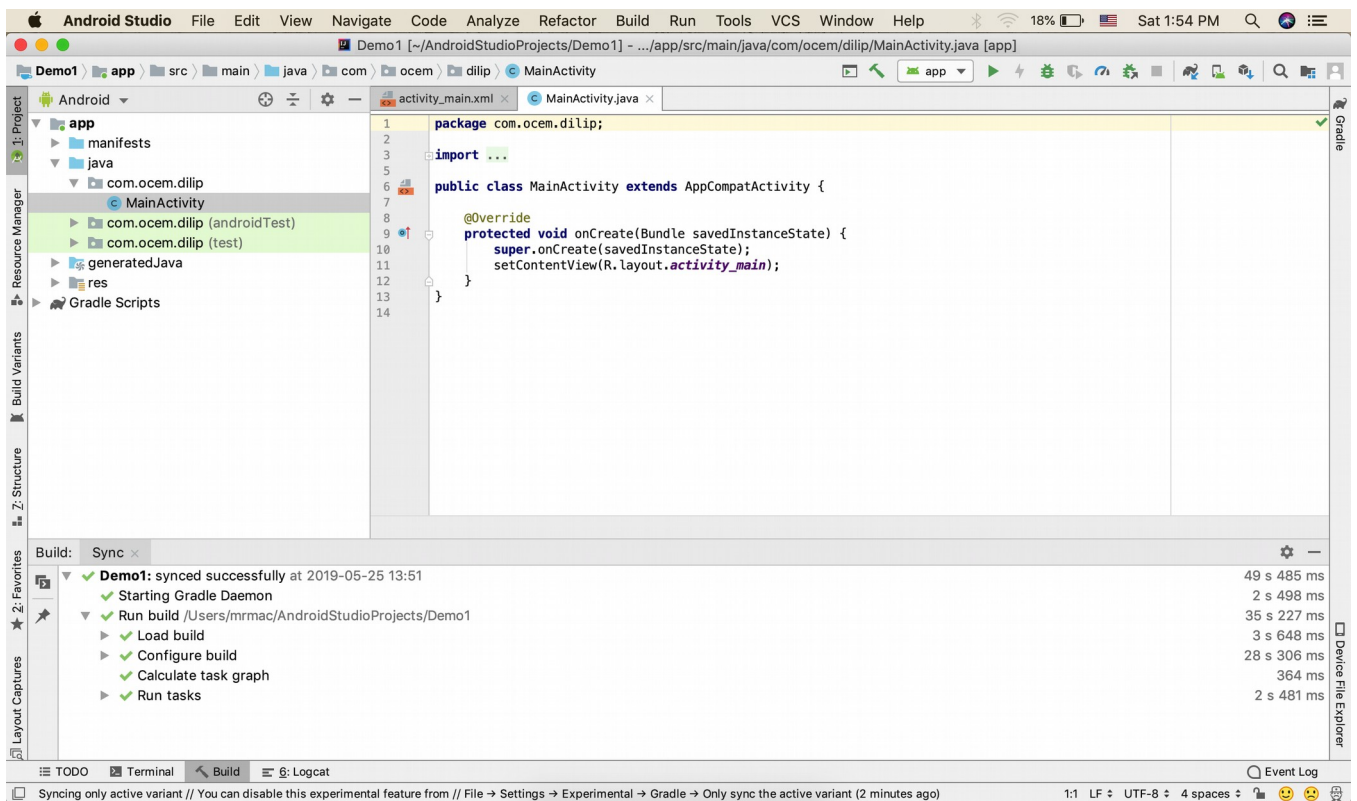 Android Studio File Edit View Navigate Code Analyze Refactor Build Run Tools VCS Window Help 18% Sat 1:54 PM
Demo1 [~/AndroidStudioProjects/Demo1] - .../app/src/main/java/com/ocem/dilip/MainActivity.java [app]
Demo1 app src main java com ocem dilip MainActivity app
Android
activity_main.xml MainActivity.java
1: Project
Resource Manager
Build Variants
Z: Structure
2: Favorites
Layout Captures
app
manifests
java
com.ocem.dilip
MainActivity
com.ocem.dilip (androidTest)
com.ocem.dilip (test)
generatedJava
res
Gradle Scripts
1 package com.ocem.dilip;
2
3 import ...
5
6 public class MainActivity extends AppCompatActivity {
7
8 @Override
9 protected void onCreate(Bundle savedInstanceState) {
10 super.onCreate(savedInstanceState);
11 setContentView(R.layout.activity_main);
12 }
13 }
14
Gradle
Device File Explorer
Build: Sync
Demo1: synced successfully at 2019-05-25 13:51 49 s 485 ms
Starting Gradle Daemon 2 s 498 ms
Run build /Users/mrmac/AndroidStudioProjects/Demo1 35 s 227 ms
Load build 3 s 648 ms
Configure build 28 s 306 ms
Calculate task graph 364 ms
Run tasks 2 s 481 ms
TODO Terminal Build 6: Logcat Event Log
Syncing only active variant // You can disable this experimental feature from // File → Settings → Experimental → Gradle → Only sync the active variant (2 minutes ago) 1:1 LF UTF-8 4 spaces